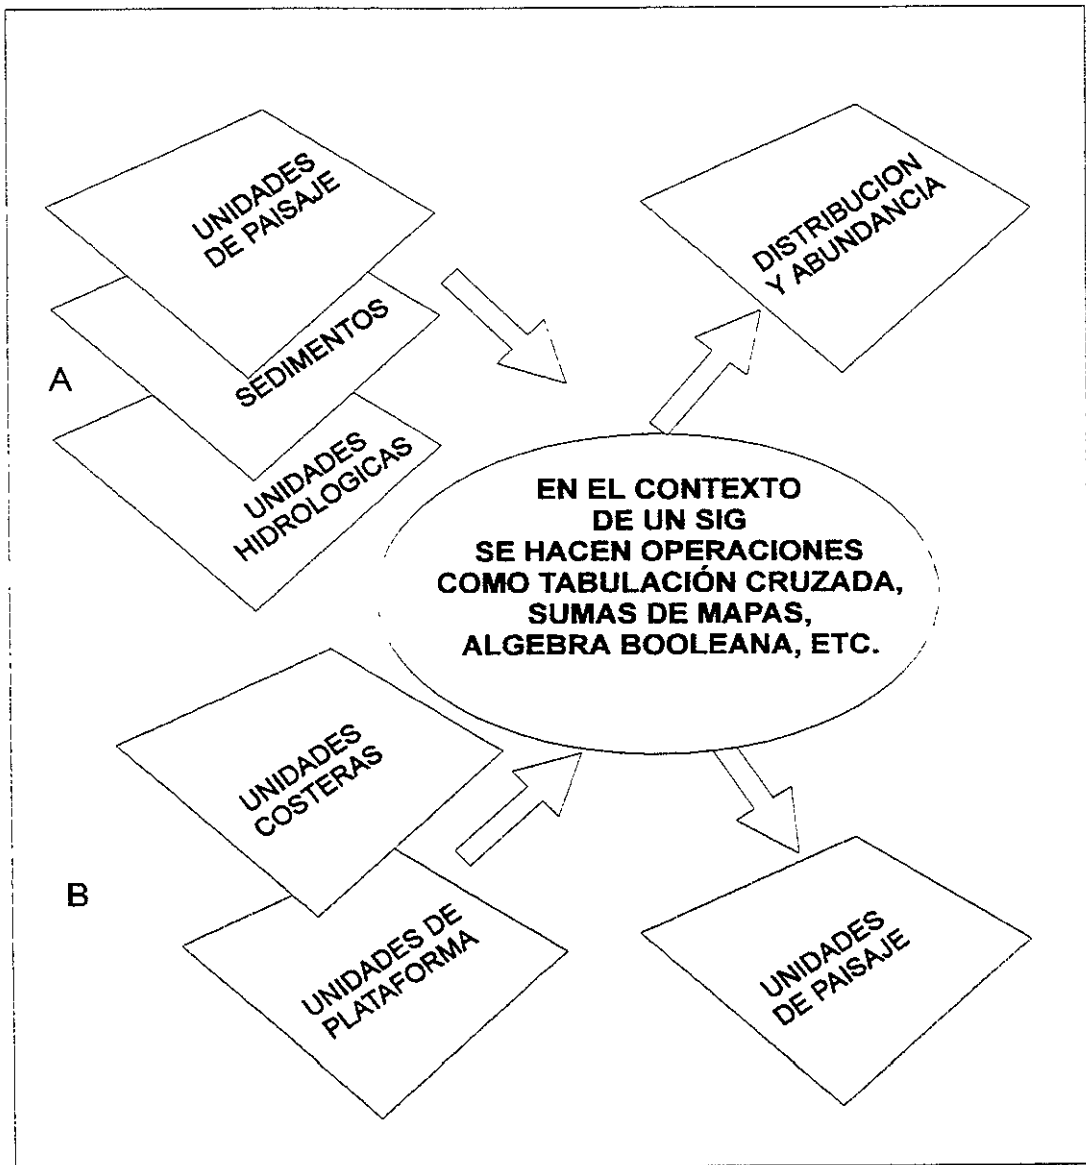 UNIDADES
DE PAISAJE
SEDIMENTOS
A
UNIDADES
HIDROLOGICAS
DISTRIBUCION
Y ABUNDANCIA
EN EL CONTEXTO
DE UN SIG
SE HACEN OPERACIONES
COMO TABULACIÓN CRUZADA,
SUMAS DE MAPAS,
ALGEBRA BOOLEANA, ETC.
UNIDADES
COSTERAS
B
UNIDADES DE
PLATAFORMA
UNIDADES
DE PAISAJE